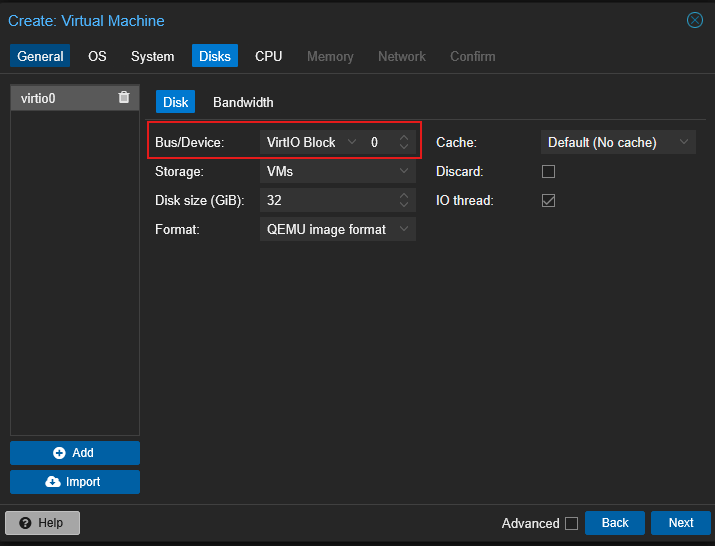 Create: Virtual Machine
General OS System Disks CPU Memory Network Confirm
virtio0
Disk Bandwidth
Bus/Device: VirtIO Block 0 Cache: Default (No cache)
Storage: VMs Discard:
Disk size (GiB): 32 IO thread:
Format: QEMU image format
Add
Import
Help Advanced Back Next